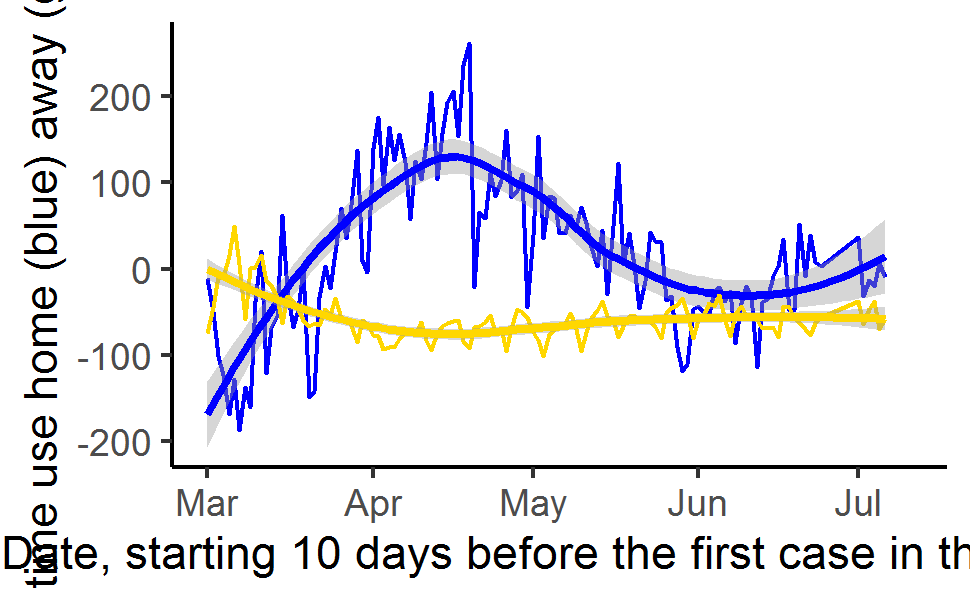 time use home (blue) away (g
200
100
0
-100
-200
Mar Apr May Jun Jul
Date, starting 10 days before the first case in th